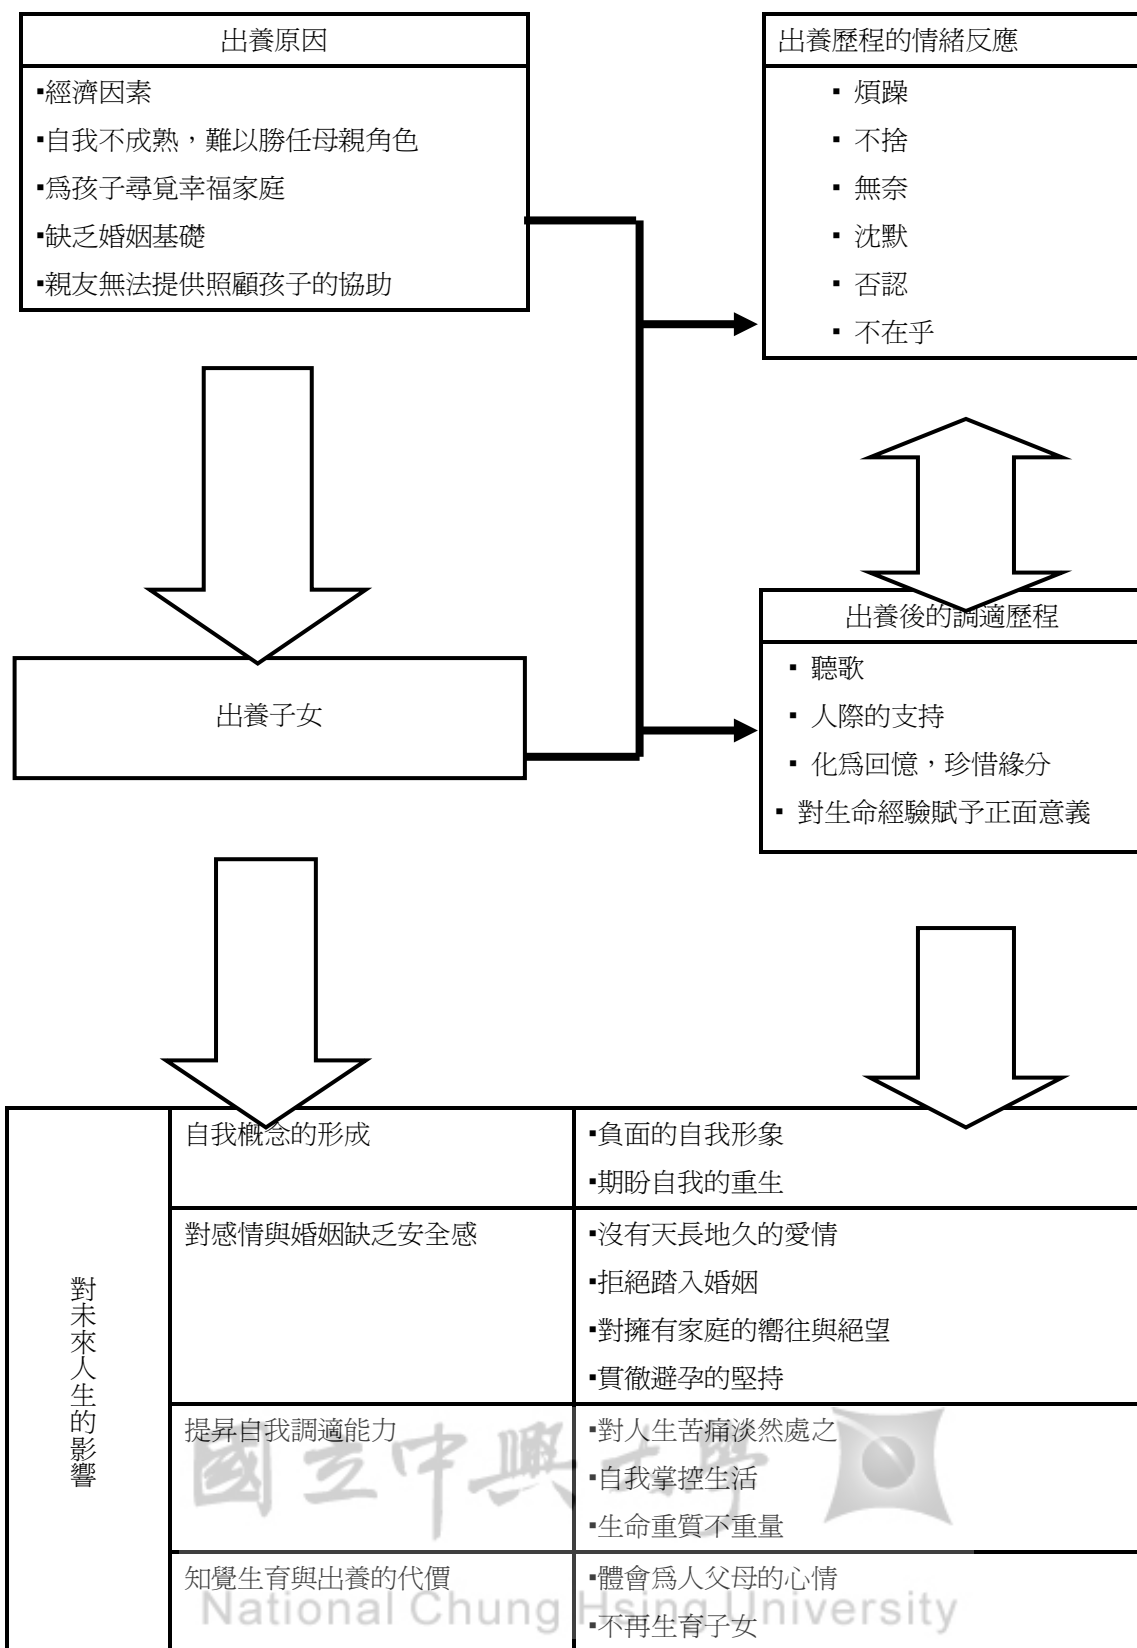 出養原因
▪經濟因素
▪自我不成熟，難以勝任母親角色
▪為孩子尋覓幸福家庭
▪缺乏婚姻基礎
▪親友無法提供照顧孩子的協助
出養歷程的情緒反應
▪ 煩躁
▪ 不捨
▪ 無奈
▪ 沈默
▪ 否認
▪ 不在乎
出養子女
出養後的調適歷程
▪ 聽歌
▪ 人際的支持
▪ 化為回憶，珍惜緣分
▪ 對生命經驗賦予正面意義
對未來人生的影響
自我概念的形成
▪負面的自我形象
▪期盼自我的重生
對感情與婚姻缺乏安全感
▪沒有天長地久的愛情
▪拒絕踏入婚姻
▪對擁有家庭的嚮往與絕望
▪貫徹避孕的堅持
提昇自我調適能力
▪對人生苦痛淡然處之
▪自我掌控生活
▪生命重質不重量
知覺生育與出養的代價
▪體會為人父母的心情
▪不再生育子女
國立中興大學
National Chung Hsing University